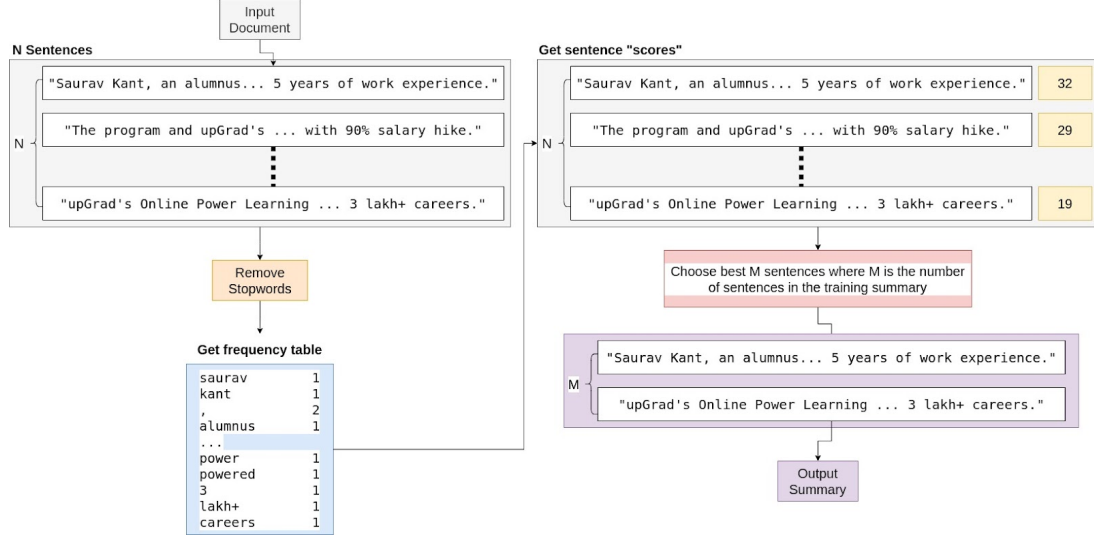 Input
Document
N Sentences
N
"Saurav Kant, an alumnus... 5 years of work experience."
"The program and upGrad's ... with 90% salary hike."
"upGrad's Online Power Learning ... 3 lakh+ careers."
Remove
Stopwords
Get frequency table
saurav 1
kant 1
, 2
alumnus 1
...
power 1
powered 1
3 1
lakh+ 1
careers 1
Get sentence "scores"
N
"Saurav Kant, an alumnus... 5 years of work experience." 32
"The program and upGrad's ... with 90% salary hike." 29
"upGrad's Online Power Learning ... 3 lakh+ careers." 19
Choose best M sentences where M is the number
of sentences in the training summary
M
"Saurav Kant, an alumnus... 5 years of work experience."
"upGrad's Online Power Learning ... 3 lakh+ careers."
Output
Summary